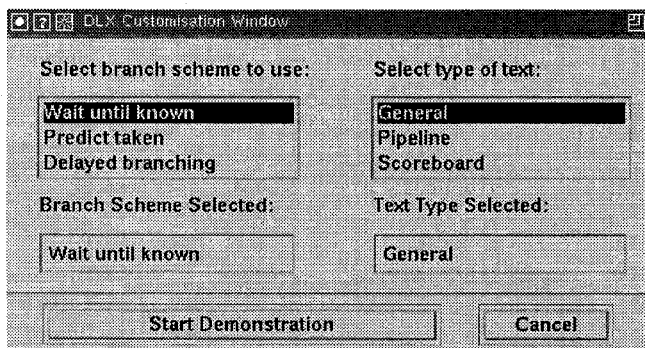 DLX Customisation Window
Select branch scheme to use:
Select type of text:
Wait until known
Predict taken
Delayed branching
General
Pipeline
Scoreboard
Branch Scheme Selected:
Text Type Selected:
Wait until known
General
Start Demonstration
Cancel